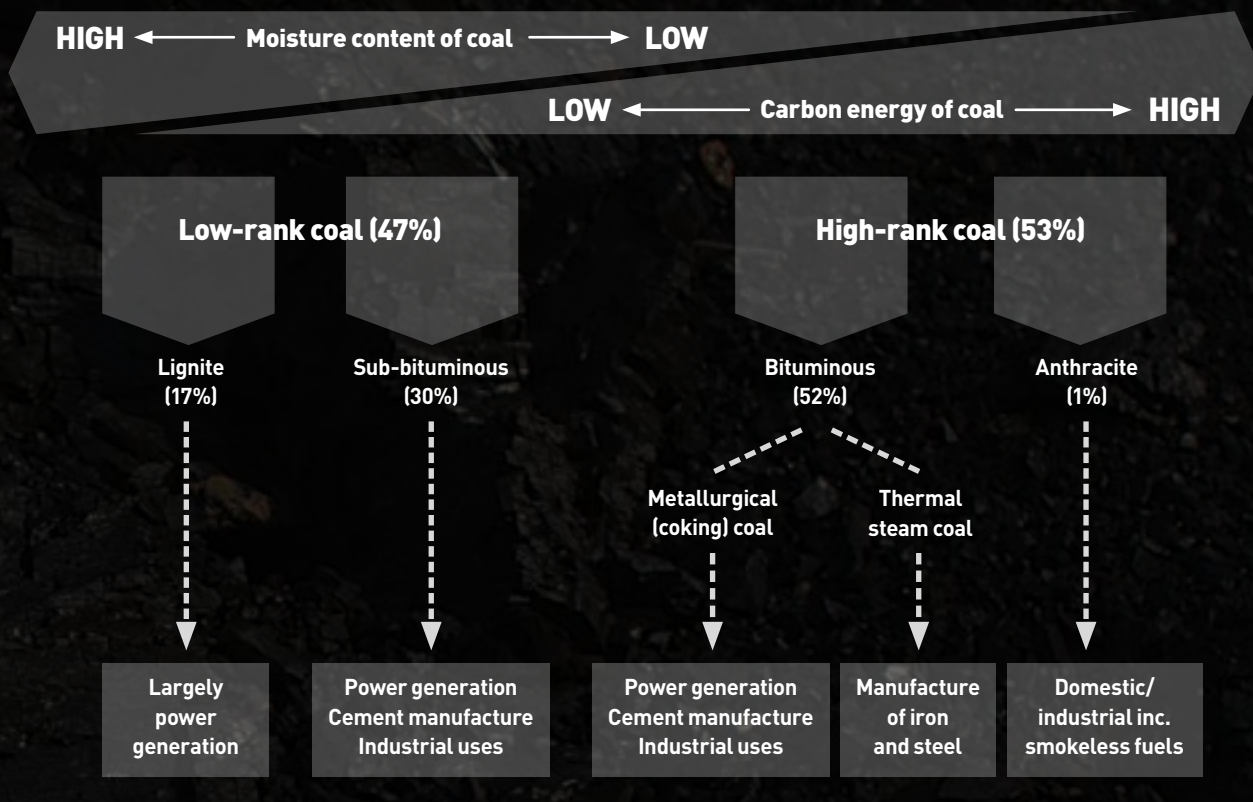 HIGH Moisture content of coal LOW
LOW Carbon energy of coal HIGH
Low-rank coal (47%)
High-rank coal (53%)
Lignite
(17%)
Sub-bituminous
(30%)
Bituminous
(52%)
Anthracite
(1%)
Metallurgical
(coking) coal
Thermal
steam coal
Largely
power
generation
Power generation
Cement manufacture
Industrial uses
Power generation
Cement manufacture
Industrial uses
Manufacture
of iron
and steel
Domestic/
industrial inc.
smokeless fuels